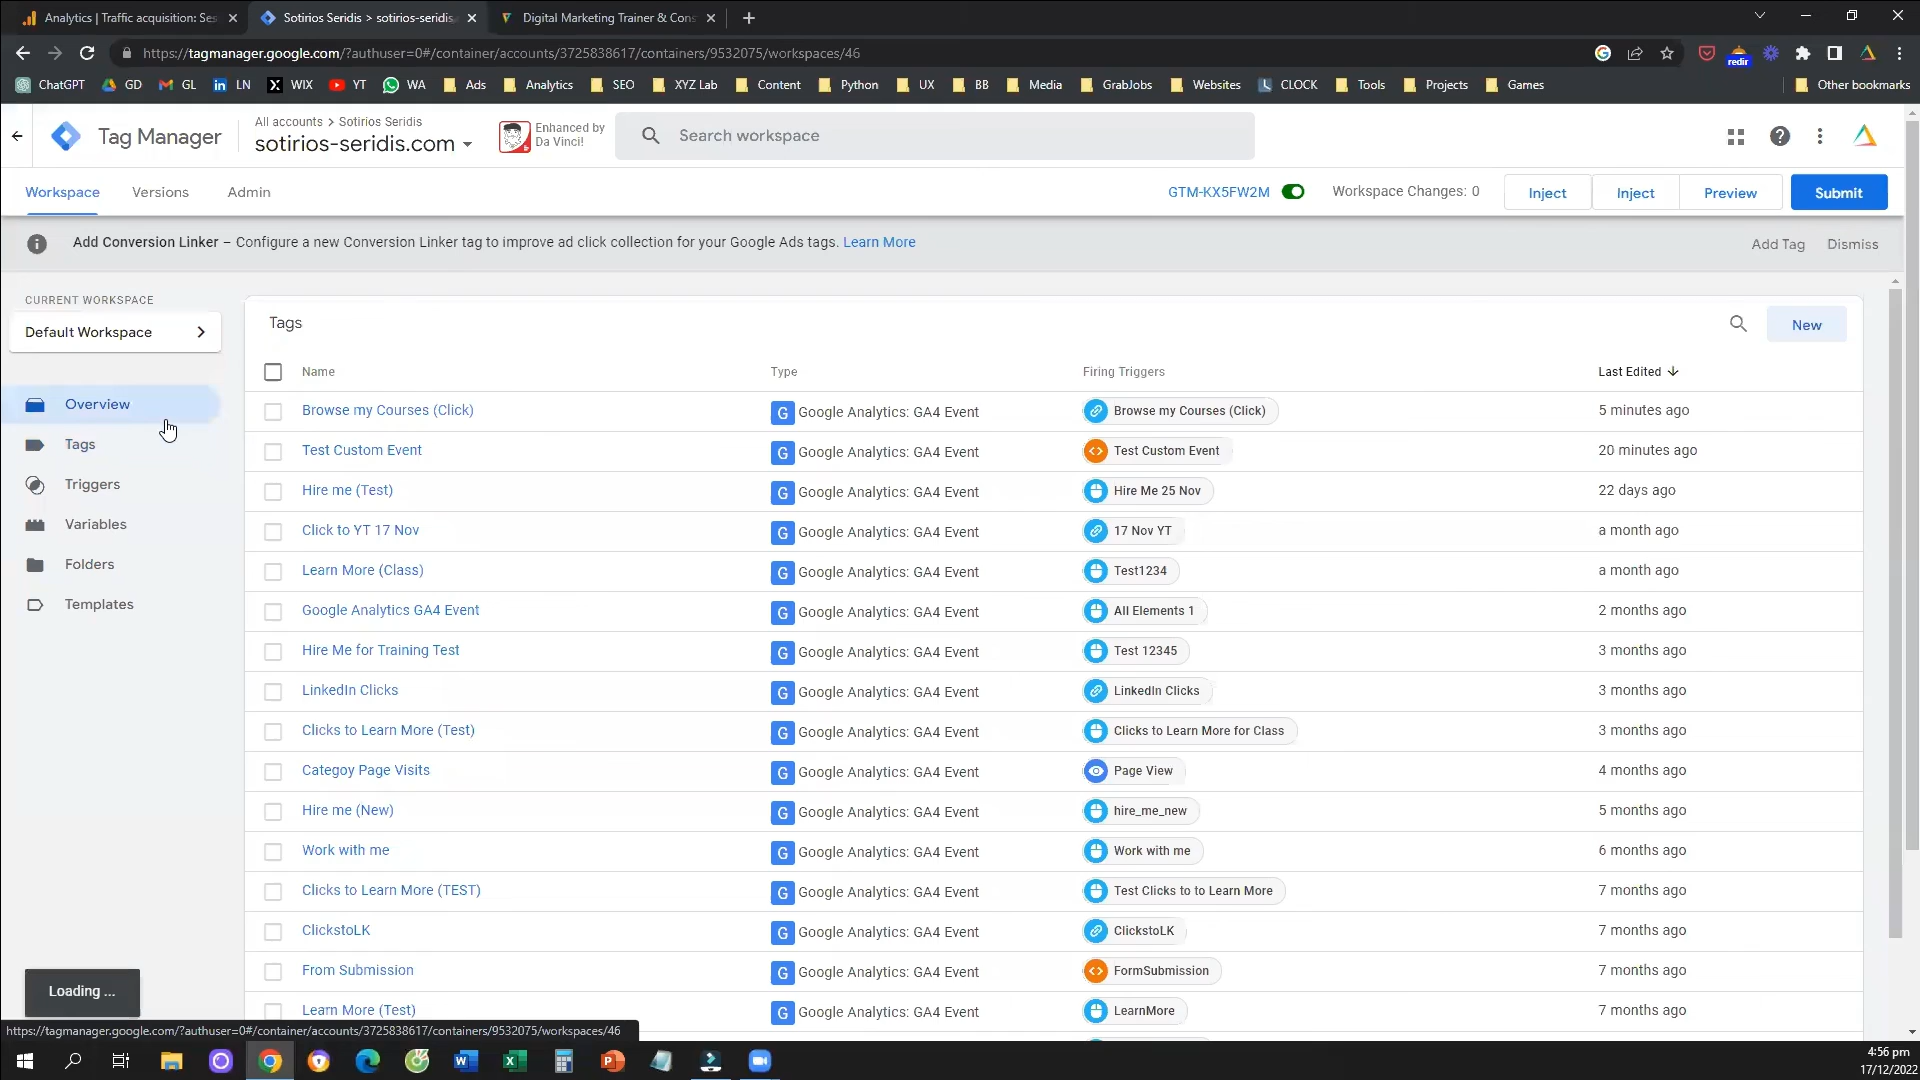 Analytics | Traffic acquisition: Ses
Sotirios Seridis > sotirios-seridis.
Digital Marketing Trainer & Cons
https://tagmanager.google.com/?authuser=0#/container/accounts/3725838617/containers/9532075/workspaces/46
redir
ChatGPT GD GL LN WIX YT WA Ads Analytics SEO XYZ Lab Content Python UX BB Media GrabJobs Websites CLOCK Tools Projects Games Other bookmarks
Tag Manager
All accounts > Sotirios Seridis
sotirios-seridis.com
Enhanced by
Da Vinci!
Search workspace
Workspace Versions Admin
GTM-KX5FW2M Workspace Changes: 0 Inject Inject Preview Submit
Add Conversion Linker – Configure a new Conversion Linker tag to improve ad click collection for your Google Ads tags. Learn More Add Tag Dismiss
CURRENT WORKSPACE
Default Workspace
Overview
Tags
Triggers
Variables
Folders
Templates
Tags New
Name Type Firing Triggers Last Edited
Browse my Courses (Click) Google Analytics: GA4 Event Browse my Courses (Click) 5 minutes ago
Test Custom Event Google Analytics: GA4 Event Test Custom Event 20 minutes ago
Hire me (Test) Google Analytics: GA4 Event Hire Me 25 Nov 22 days ago
Click to YT 17 Nov Google Analytics: GA4 Event 17 Nov YT a month ago
Learn More (Class) Google Analytics: GA4 Event Test1234 a month ago
Google Analytics GA4 Event Google Analytics: GA4 Event All Elements 1 2 months ago
Hire Me for Training Test Google Analytics: GA4 Event Test 12345 3 months ago
LinkedIn Clicks Google Analytics: GA4 Event LinkedIn Clicks 3 months ago
Clicks to Learn More (Test) Google Analytics: GA4 Event Clicks to Learn More for Class 3 months ago
Categoy Page Visits Google Analytics: GA4 Event Page View 4 months ago
Hire me (New) Google Analytics: GA4 Event hire_me_new 5 months ago
Work with me Google Analytics: GA4 Event Work with me 6 months ago
Clicks to Learn More (TEST) Google Analytics: GA4 Event Test Clicks to to Learn More 7 months ago
ClickstoLK Google Analytics: GA4 Event ClickstoLK 7 months ago
From Submission Google Analytics: GA4 Event FormSubmission 7 months ago
Learn More (Test) Google Analytics: GA4 Event LearnMore 7 months ago
Loading ...
https://tagmanager.google.com/?authuser=0#/container/accounts/3725838617/containers/9532075/workspaces/46
4:56 pm
17/12/2022